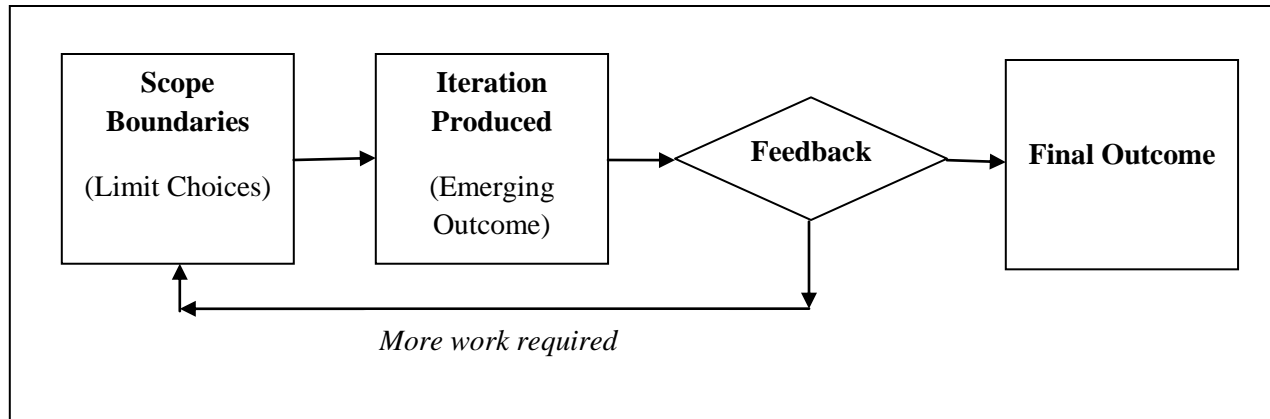 Scope
Boundaries
(Limit Choices)
Iteration
Produced
(Emerging
Outcome)
Feedback
Final Outcome
More work required